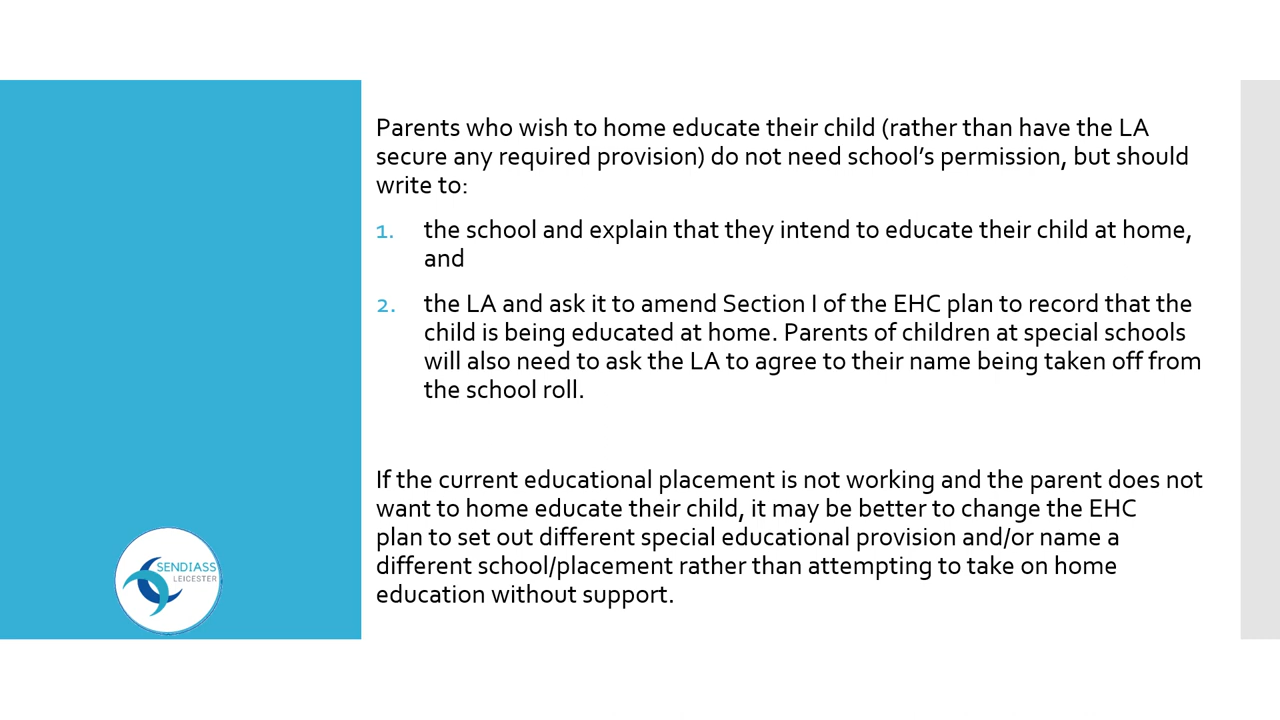 Parents who wish to home educate their child (rather than have the LA
secure any required provision) do not need school's permission, but should
write to:
1. the school and explain that they intend to educate their child at home,
and
2. the LA and ask it to amend Section I of the EHC plan to record that the
child is being educated at home. Parents of children at special schools
will also need to ask the LA to agree to their name being taken off from
the school roll.
If the current educational placement is not working and the parent does not
want to home educate their child, it may be better to change the EHC
plan to set out different special educational provision and/or name a
different school/placement rather than attempting to take on home
education without support.
SENDIASS
LEICESTER